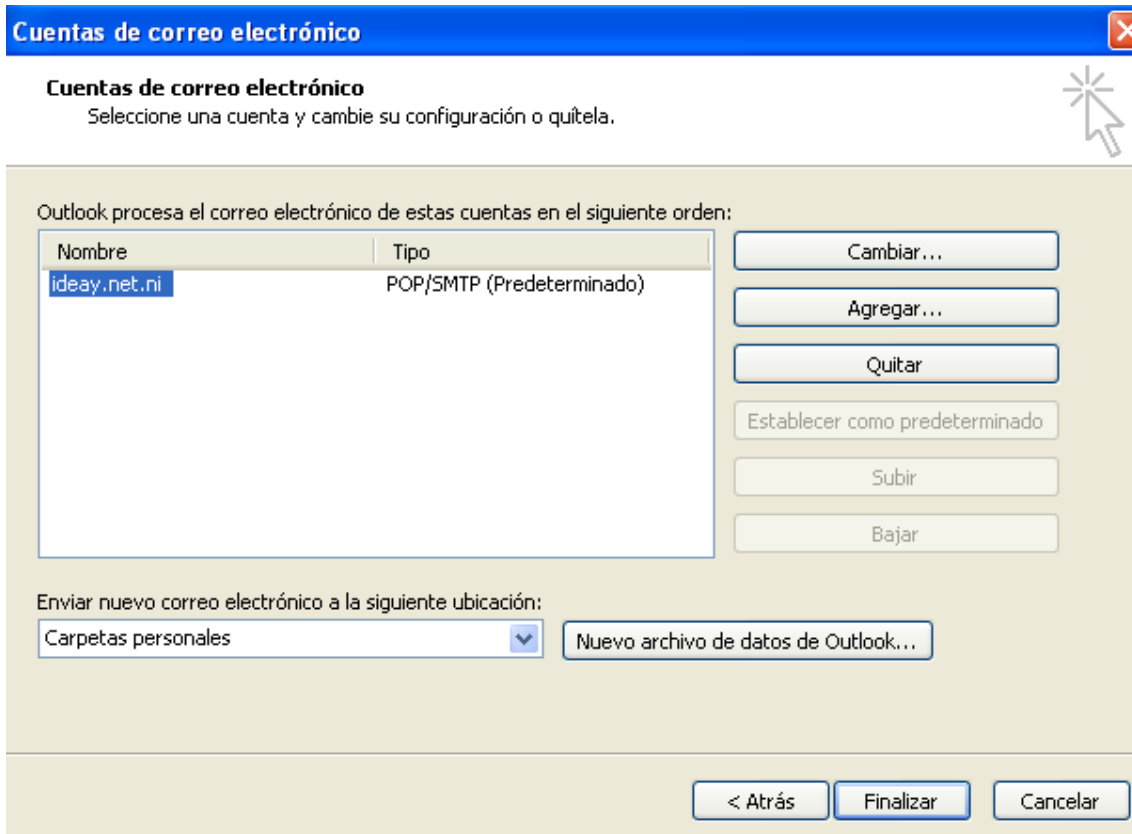 Cuentas de correo electrónico
Cuentas de correo electrónico
Seleccione una cuenta y cambie su configuración o quítela.
Outlook procesa el correo electrónico de estas cuentas en el siguiente orden:
Nombre Tipo
ideay.net.ni POP/SMTP (Predeterminado)
Cambiar...
Agregar...
Quitar
Establecer como predeterminado
Subir
Bajar
Enviar nuevo correo electrónico a la siguiente ubicación:
Carpetas personales
Nuevo archivo de datos de Outlook...
< Atrás Finalizar Cancelar